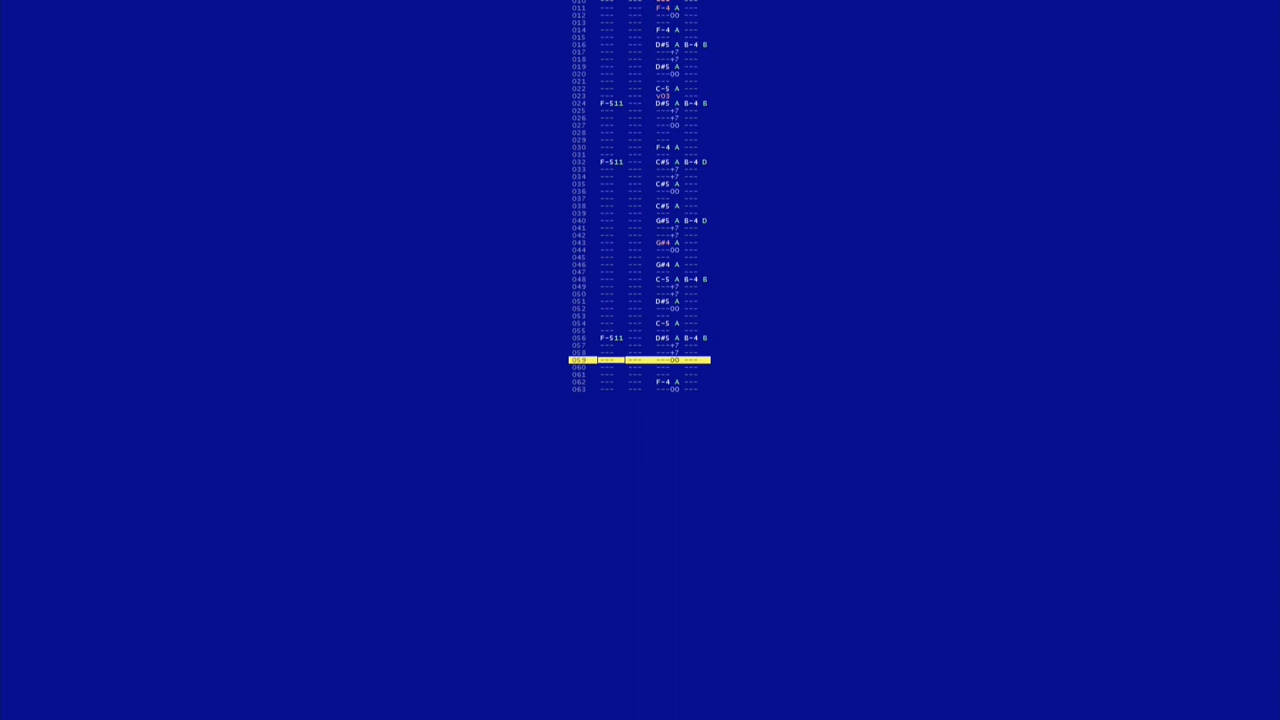 011 --- --- F-4 A ---
012 --- --- ---00 ---
013 --- --- --- ---
014 --- --- F-4 A ---
015 --- --- --- ---
016 --- --- D#5 A B-4 B
017 --- --- ---+7 ---
018 --- --- ---+7 ---
019 --- --- D#5 A ---
020 --- --- ---00 ---
021 --- --- --- ---
022 --- --- C-5 A ---
023 --- --- v03 ---
024 F-511 --- D#5 A B-4 B
025 --- --- ---+7 ---
026 --- --- ---+7 ---
027 --- --- ---00 ---
028 --- --- --- ---
029 --- --- --- ---
030 --- --- F-4 A ---
031 --- --- --- ---
032 F-511 --- C#5 A B-4 D
033 --- --- ---+7 ---
034 --- --- ---+7 ---
035 --- --- C#5 A ---
036 --- --- ---00 ---
037 --- --- --- ---
038 --- --- C#5 A ---
039 --- --- --- ---
040 --- --- G#5 A B-4 D
041 --- --- ---+7 ---
042 --- --- ---+7 ---
043 --- --- G#4 A ---
044 --- --- ---00 ---
045 --- --- --- ---
046 --- --- G#4 A ---
047 --- --- --- ---
048 --- --- C-5 A B-4 B
049 --- --- ---+7 ---
050 --- --- ---+7 ---
051 --- --- D#5 A ---
052 --- --- ---00 ---
053 --- --- --- ---
054 --- --- C-5 A ---
055 --- --- --- ---
056 F-511 --- D#5 A B-4 B
057 --- --- ---+7 ---
058 --- --- ---+7 ---
059 --- --- ---00 ---
060 --- --- --- ---
061 --- --- --- ---
062 --- --- F-4 A ---
063 --- --- ---00 ---